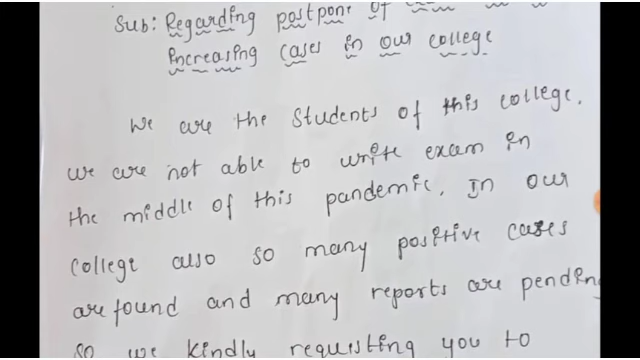 Sub: Regarding postpone of
increasing cases in our college
We are the students of this college.
we are not able to write exam in
the middle of this pandemic. In our
college also so many positive cases
are found and many reports are pending
so we kindly requesting you to